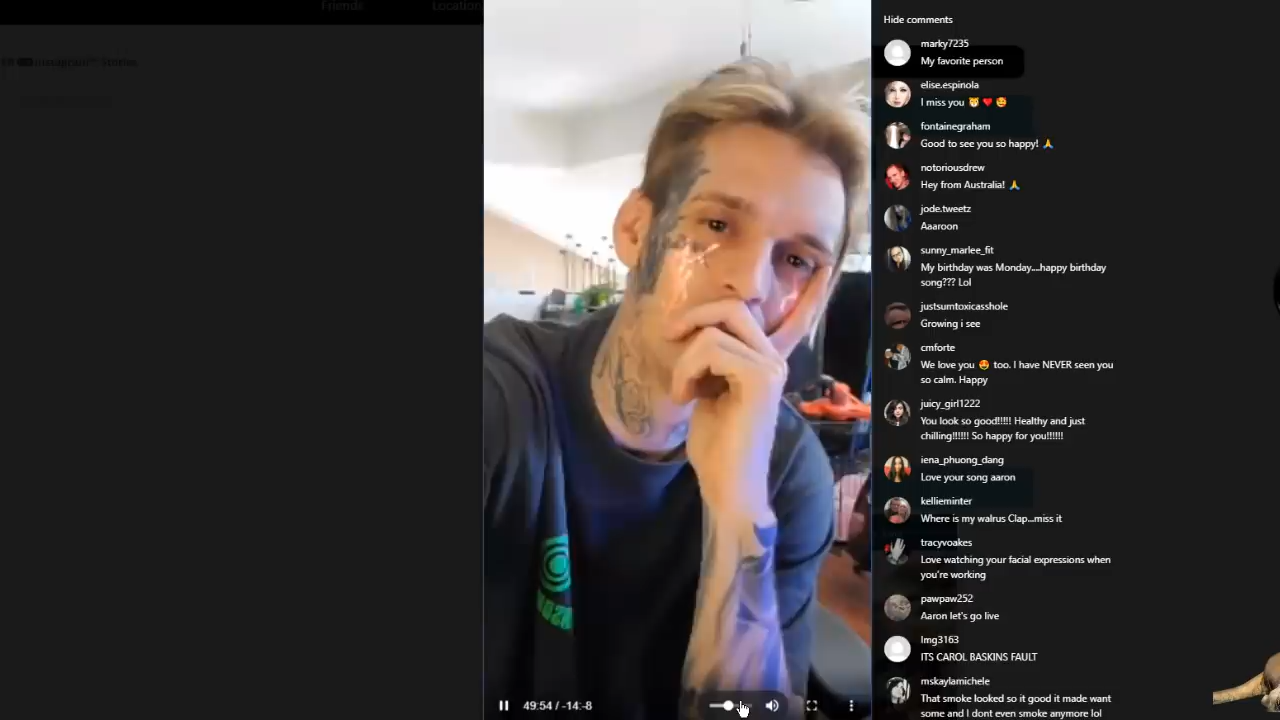 Friends
Location
Hide comments
marky7235
My favorite person
elise.espinola
I miss you 😻 ❤️ 🤩
fontainegraham
Good to see you so happy! 🙏
notoriousdrew
Hey from Australia! 🙏
jode.tweetz
Aaaroon
sunny_marlee_fit
My birthday was Monday....happy birthday
song??? Lol
justsumtoxicasshole
Growing i see
cmforte
We love you 🤩 too. I have NEVER seen you
so calm. Happy
juicy_girl1222
You look so good!!!!! Healthy and just
chilling!!!!!! So happy for you!!!!!!
iena_phuong_dang
Love your song aaron
kellieminter
Where is my walrus Clap...miss it
tracyvoakes
Love watching your facial expressions when
you're working
pawpaw252
Aaron let's go live
lmg3163
ITS CAROL BASKINS FAULT
mskaylamichele
That smoke looked so it good it made want
some and I dont even smoke anymore lol
49:54 / -14:-8